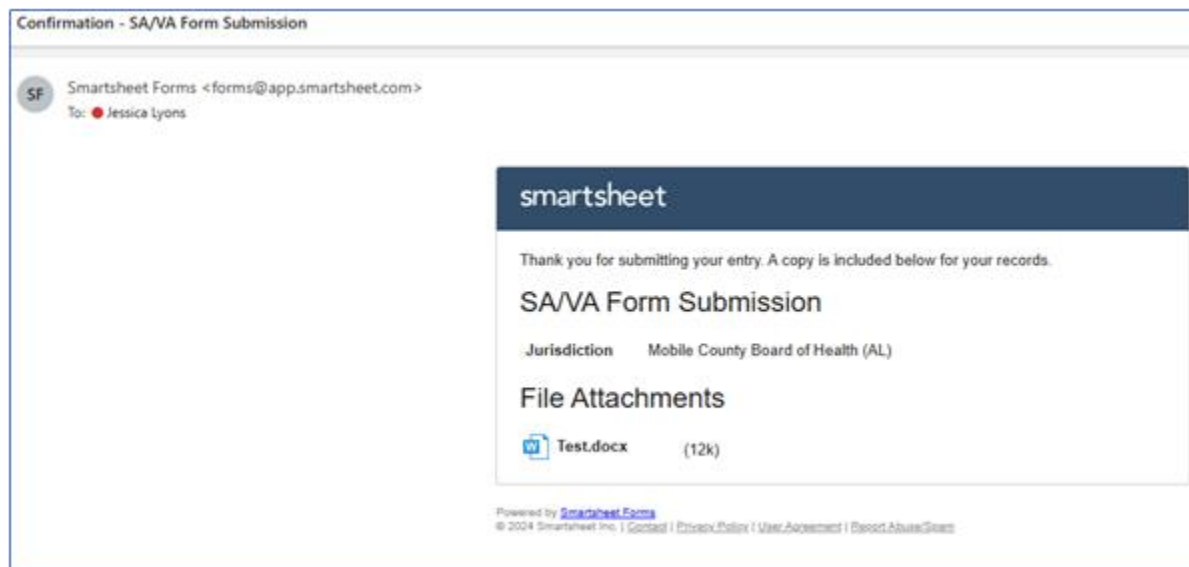 Confirmation - SA/VA Form Submission
SF
Smartsheet Forms <forms@app.smartsheet.com>
To: Jessica Lyons
smartsheet
Thank you for submitting your entry. A copy is included below for your records.
SA/VA Form Submission
Jurisdiction Mobile County Board of Health (AL)
File Attachments
W Test.docx (12k)
Powered by Smartsheet Forms
© 2024 Smartsheet Inc. | Contact | Privacy Policy | User Agreement | Report Abuse/Spam